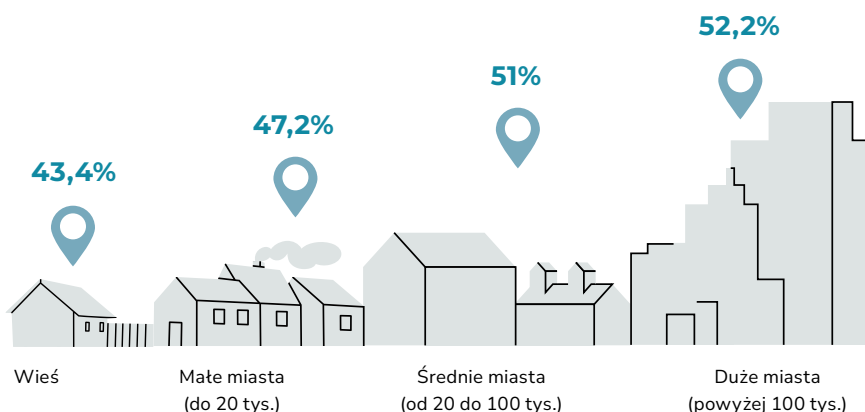 52,2%
51%
47,2%
43,4%
Wieś
Małe miasta
(do 20 tys.)
Średnie miasta
(od 20 do 100 tys.)
Duże miasta
(powyżej 100 tys.)